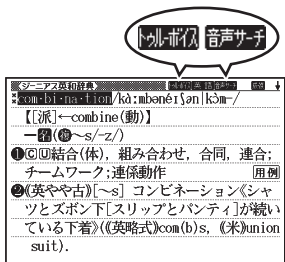 トゥルーボイス 音声サーチ
ジーニアス英和辞典
com·bi·na·tion/kà:mbənéɪʃən|kɔ̀m-/
【[派]←combine(動)】
―名(複~s/-z/)
❶ⒸⓊ結合(体), 組み合わせ, 合同, 連合;
チームワーク;連係動作 用例
❷(英やや古)[~s] コンビネーション《シャ
ツとズボン下[スリップとパンティ]が続い
ている下着》(《英略式》com(b)s, 《米》union
suit).